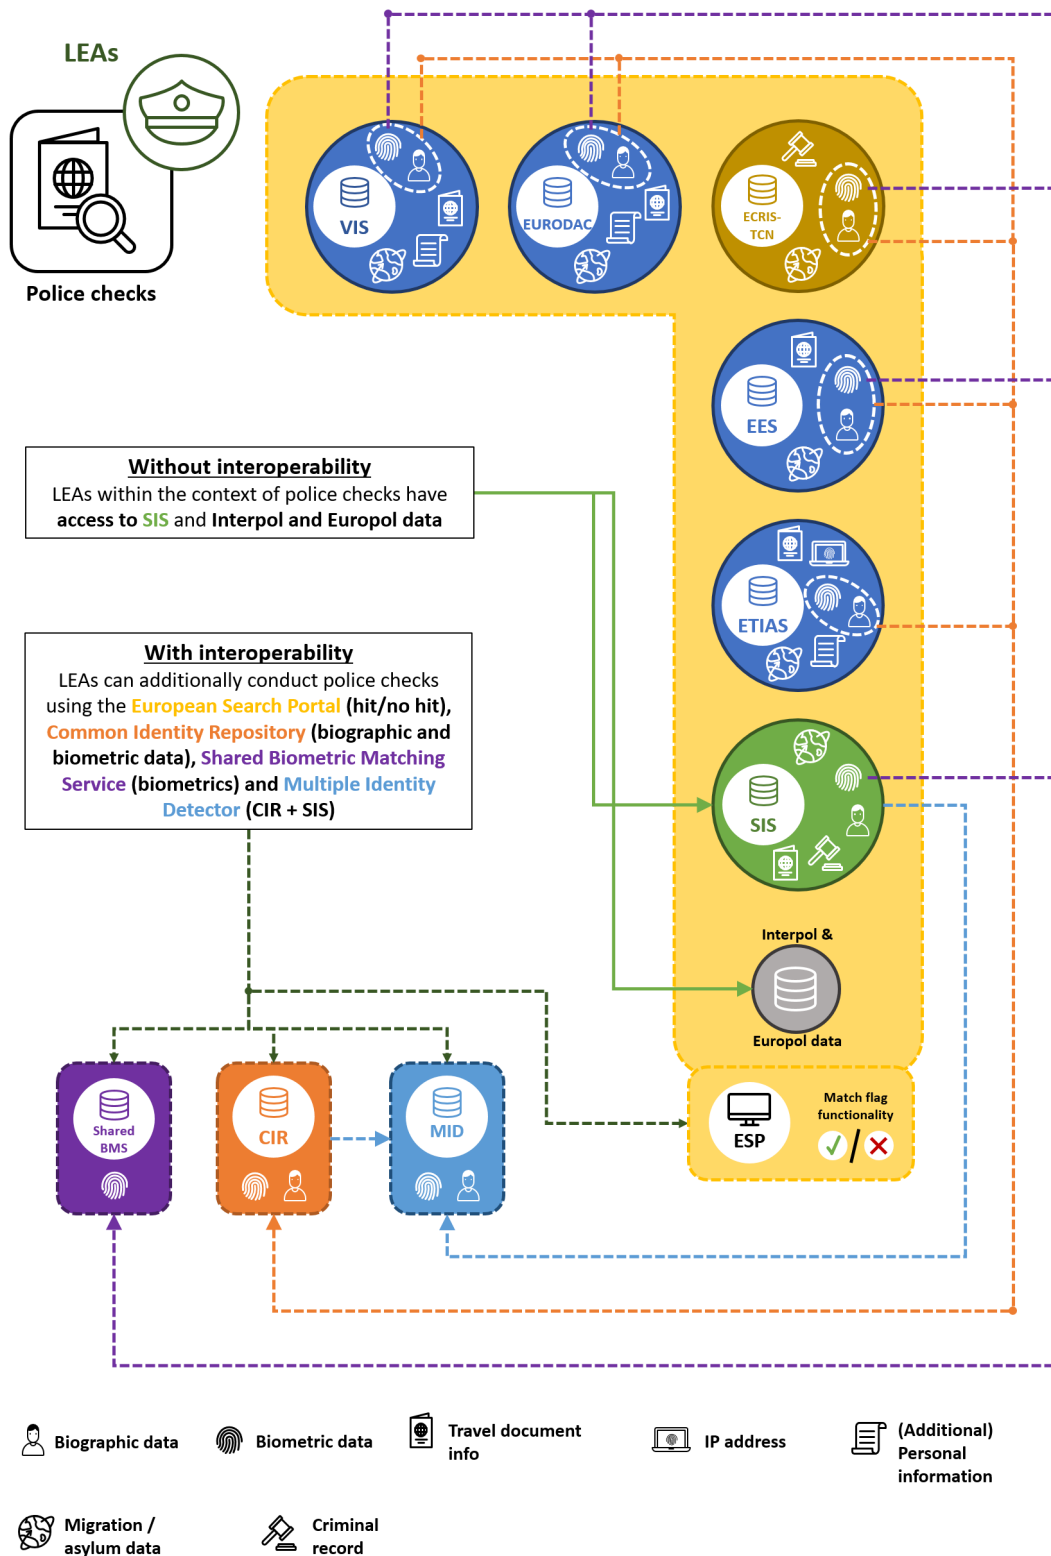 LEAs
Police checks
VIS
EURODAC
ECRIS-
TCN
EES
Without interoperability
LEAs within the context of police checks have
access to SIS and Interpol and Europol data
ETIAS
With interoperability
LEAs can additionally conduct police checks
using the European Search Portal (hit/no hit),
Common Identity Repository (biographic and
biometric data), Shared Biometric Matching
Service (biometrics) and Multiple Identity
Detector (CIR + SIS)
SIS
Interpol &
Europol data
Shared
BMS
CIR
MID
ESP
Match flag
functionality
Biographic data
Biometric data
Travel document
info
IP address
(Additional)
Personal
information
Migration /
asylum data
Criminal
record